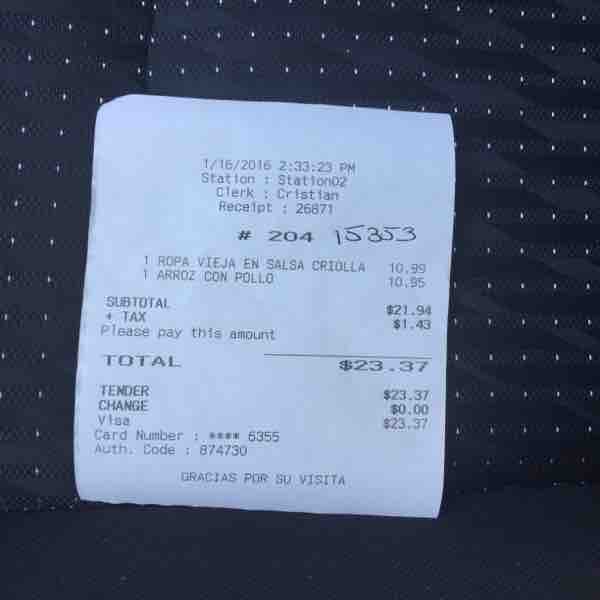 1/16/2016 2:33:23 PM
Station : Station02
Clerk : Cristian
Receipt : 26871
# 204 15353
1 ROPA VIEJA EN SALSA CRIOLLA 10.99
1 ARROZ CON POLLO 10.95
SUBTOTAL $21.94
+ TAX $1.43
Please pay this amount
TOTAL $23.37
TENDER $23.37
CHANGE $0.00
Visa $23.37
Card Number : **** 6355
Auth. Code : 874730
GRACIAS POR SU VISITA